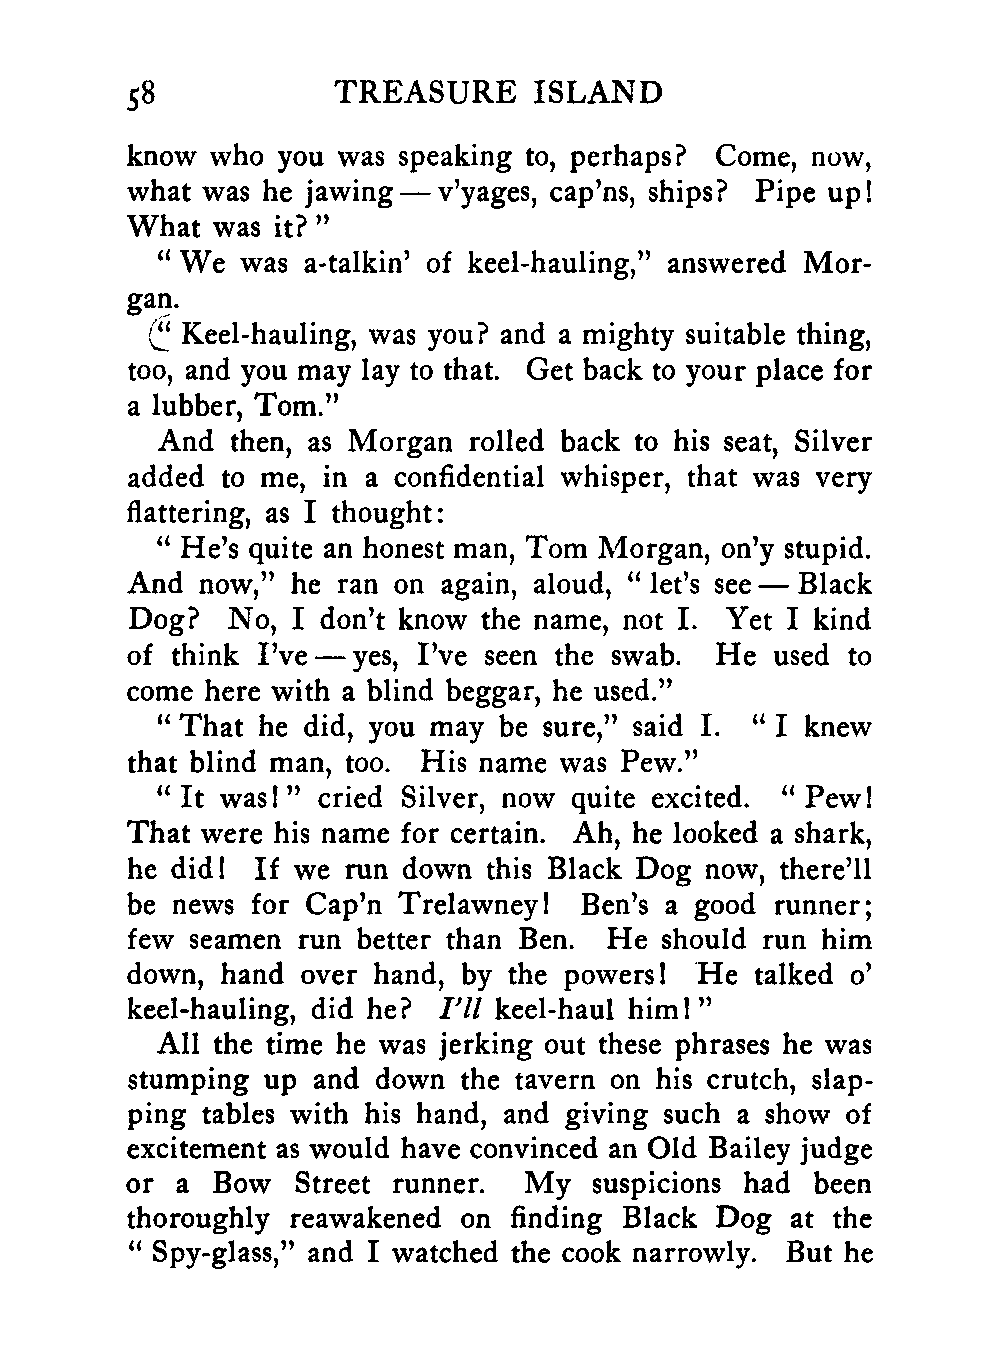 58 TREASURE ISLAND
know who you was speaking to, perhaps? Come, now,
what was he jawing — v'yages, cap'ns, ships? Pipe up!
What was it?"
"We was a-talkin' of keel-hauling," answered Mor-
gan.
("Keel-hauling, was you? and a mighty suitable thing,
too, and you may lay to that. Get back to your place for
a lubber, Tom."
And then, as Morgan rolled back to his seat, Silver
added to me, in a confidential whisper, that was very
flattering, as I thought:
"He's quite an honest man, Tom Morgan, on'y stupid.
And now," he ran on again, aloud, "let's see — Black
Dog? No, I don't know the name, not I. Yet I kind
of think I've — yes, I've seen the swab. He used to
come here with a blind beggar, he used."
"That he did, you may be sure," said I. "I knew
that blind man, too. His name was Pew."
"It was!" cried Silver, now quite excited. "Pew!
That were his name for certain. Ah, he looked a shark,
he did! If we run down this Black Dog now, there'll
be news for Cap'n Trelawney! Ben's a good runner;
few seamen run better than Ben. He should run him
down, hand over hand, by the powers! He talked o'
keel-hauling, did he? I'll keel-haul him!"
All the time he was jerking out these phrases he was
stumping up and down the tavern on his crutch, slap-
ping tables with his hand, and giving such a show of
excitement as would have convinced an Old Bailey judge
or a Bow Street runner. My suspicions had been
thoroughly reawakened on finding Black Dog at the
"Spy-glass," and I watched the cook narrowly. But he